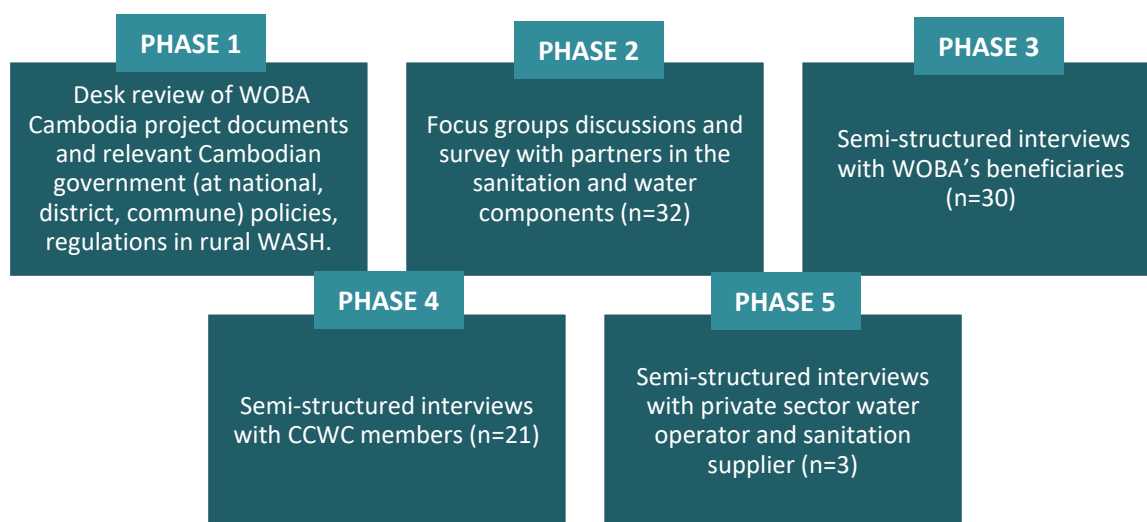 PHASE 1
Desk review of WOBA
Cambodia project documents
and relevant Cambodian
government (at national,
district, commune) policies,
regulations in rural WASH.
PHASE 2
Focus groups discussions and
survey with partners in the
sanitation and water
components (n=32)
PHASE 3
Semi-structured interviews
with WOBA's beneficiaries
(n=30)
PHASE 4
Semi-structured interviews
with CCWC members (n=21)
PHASE 5
Semi-structured interviews
with private sector water
operator and sanitation
supplier (n=3)